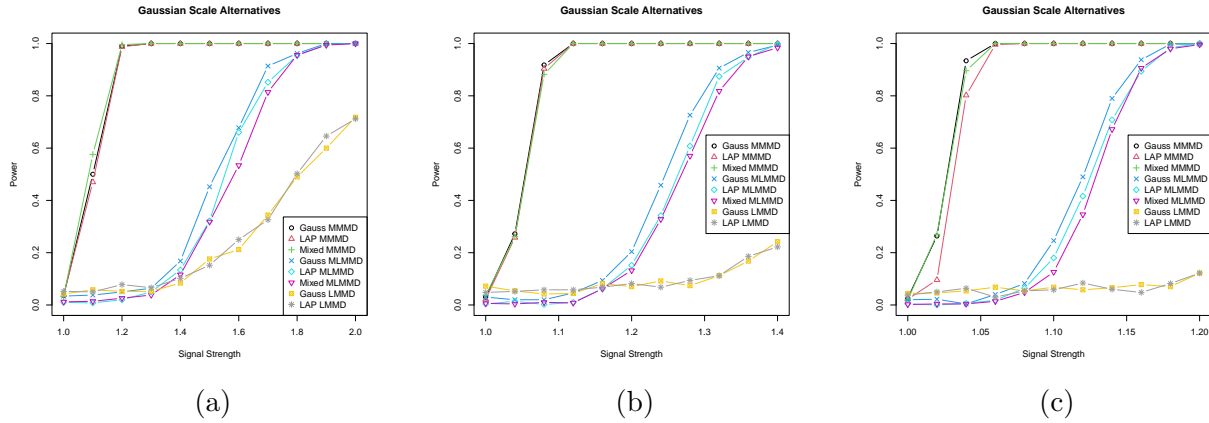 Gaussian Scale Alternatives
1.0
0.8
0.6
0.4
0.2
0.0
Power
Gauss MMMD
LAP MMMD
Mixed MMMD
Gauss MLMMD
LAP MLMMD
Mixed MLMMD
Gauss LMMD
LAP LMMD
1.0 1.2 1.4 1.6 1.8 2.0
Signal Strength
(a)
Gaussian Scale Alternatives
1.0
0.8
0.6
0.4
0.2
0.0
Power
Gauss MMMD
LAP MMMD
Mixed MMMD
Gauss MLMMD
LAP MLMMD
Mixed MLMMD
Gauss LMMD
LAP LMMD
1.0 1.1 1.2 1.3 1.4
Signal Strength
(b)
Gaussian Scale Alternatives
1.0
0.8
0.6
0.4
0.2
0.0
Power
Gauss MMMD
LAP MMMD
Mixed MMMD
Gauss MLMMD
LAP MLMMD
Mixed MLMMD
Gauss LMMD
LAP LMMD
1.00 1.05 1.10 1.15 1.20
Signal Strength
(c)